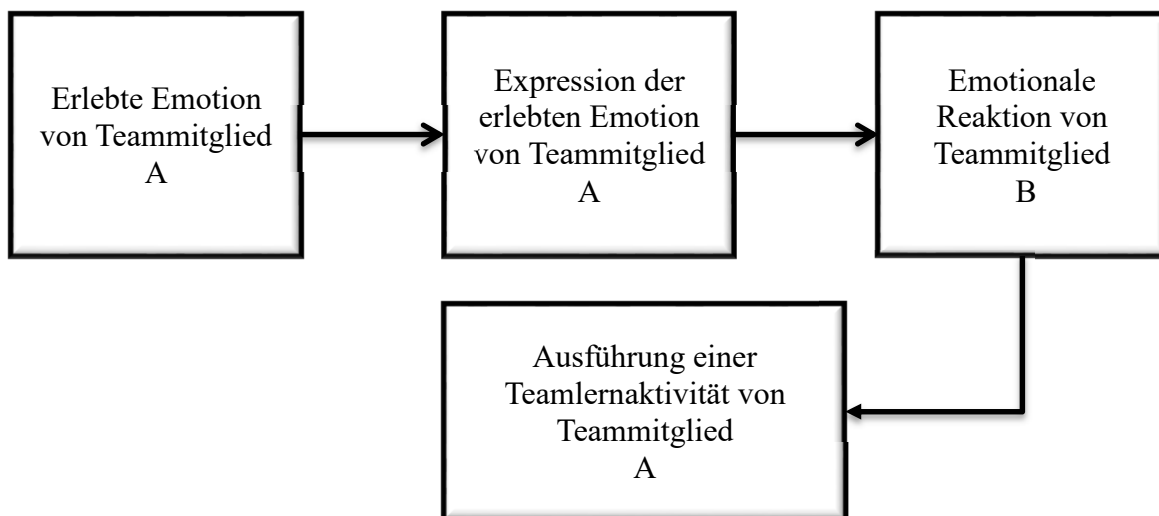 Erlebte Emotion
von Teammitglied
A
Expression der
erlebten Emotion
von Teammitglied
A
Emotionale
Reaktion von
Teammitglied
B
Ausführung einer
Teamlernaktivität von
Teammitglied
A